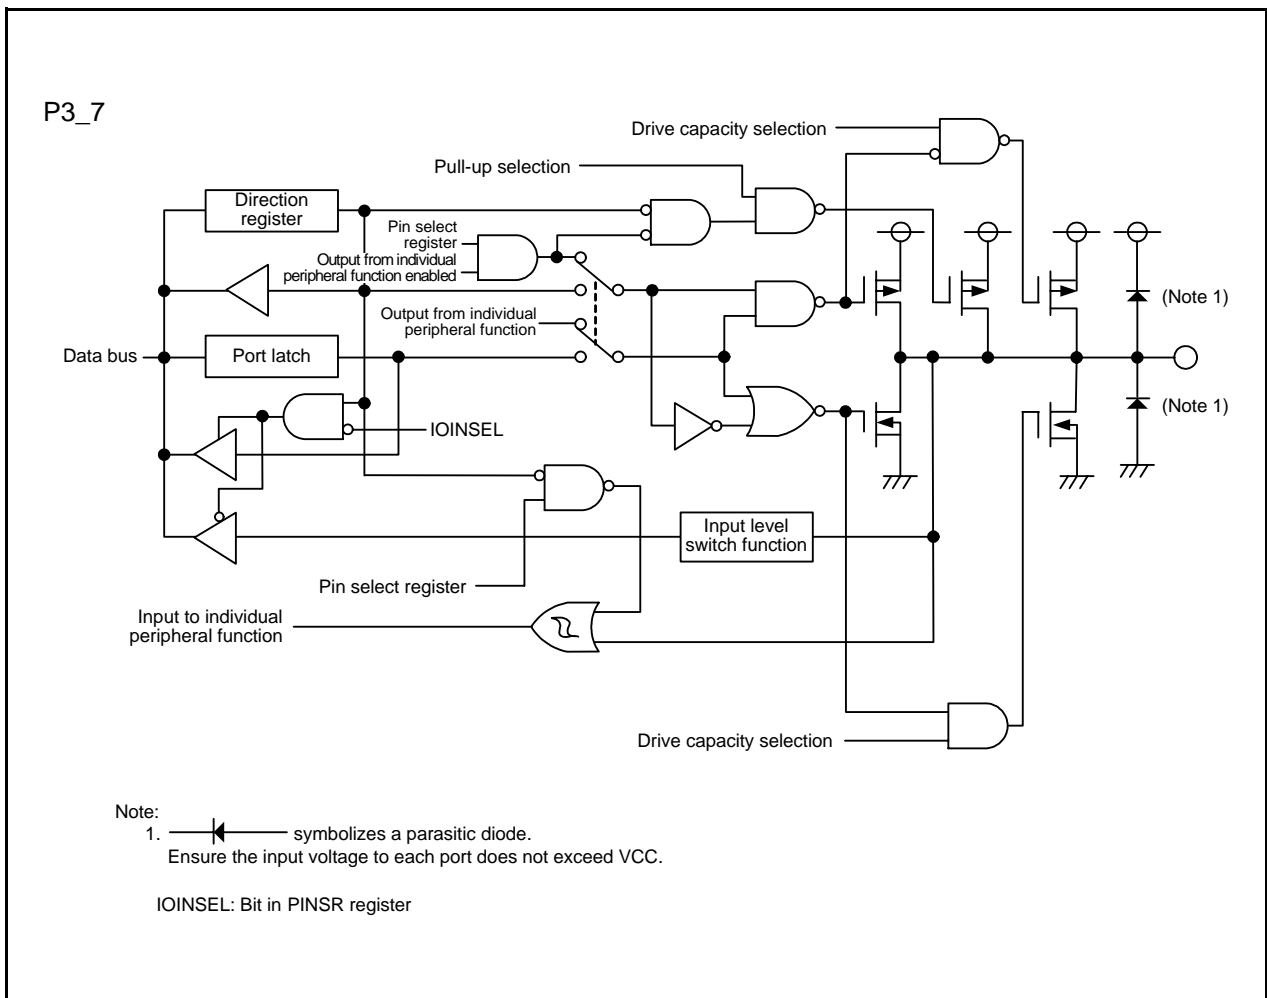 P3_7
Drive capacity selection
Pull-up selection
Direction
register
Pin select
register
Output from individual
peripheral function enabled
(Note 1)
Output from individual
peripheral function
Data bus
Port latch
(Note 1)
IOINSEL
Input level
switch function
Pin select register
Input to individual
peripheral function
Drive capacity selection
Note:
1. symbolizes a parasitic diode.
Ensure the input voltage to each port does not exceed VCC.
IOINSEL: Bit in PINSR register